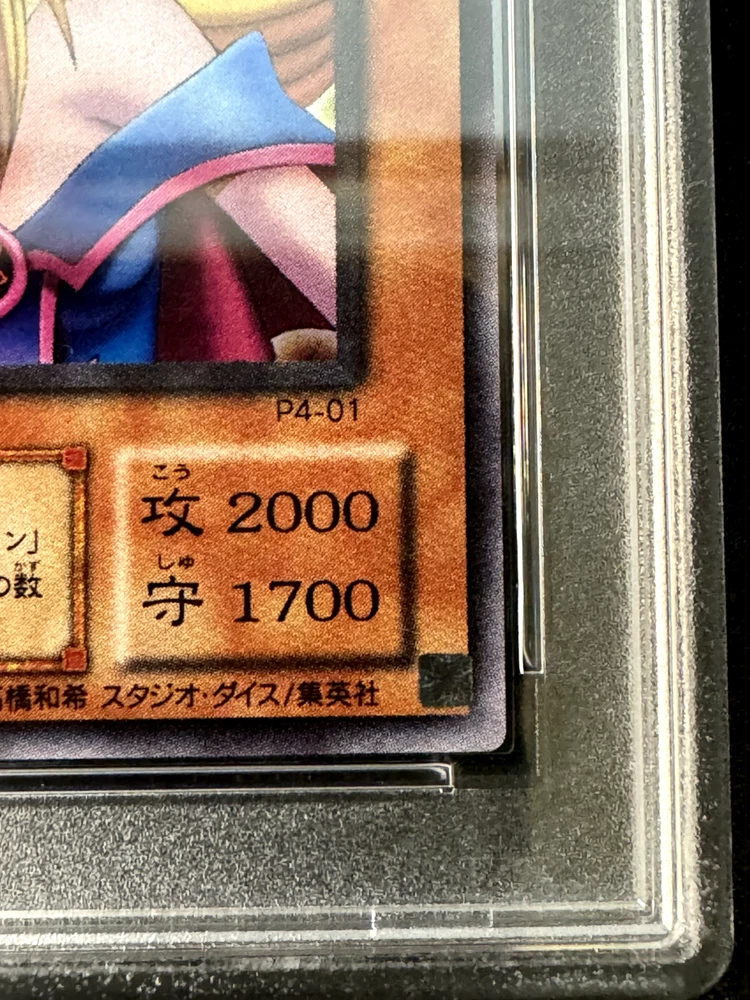 P4-01
こう
攻 2000
しゅ
守 1700
ン」
かず
の数
橋和希 スタジオ・ダイス/集英社